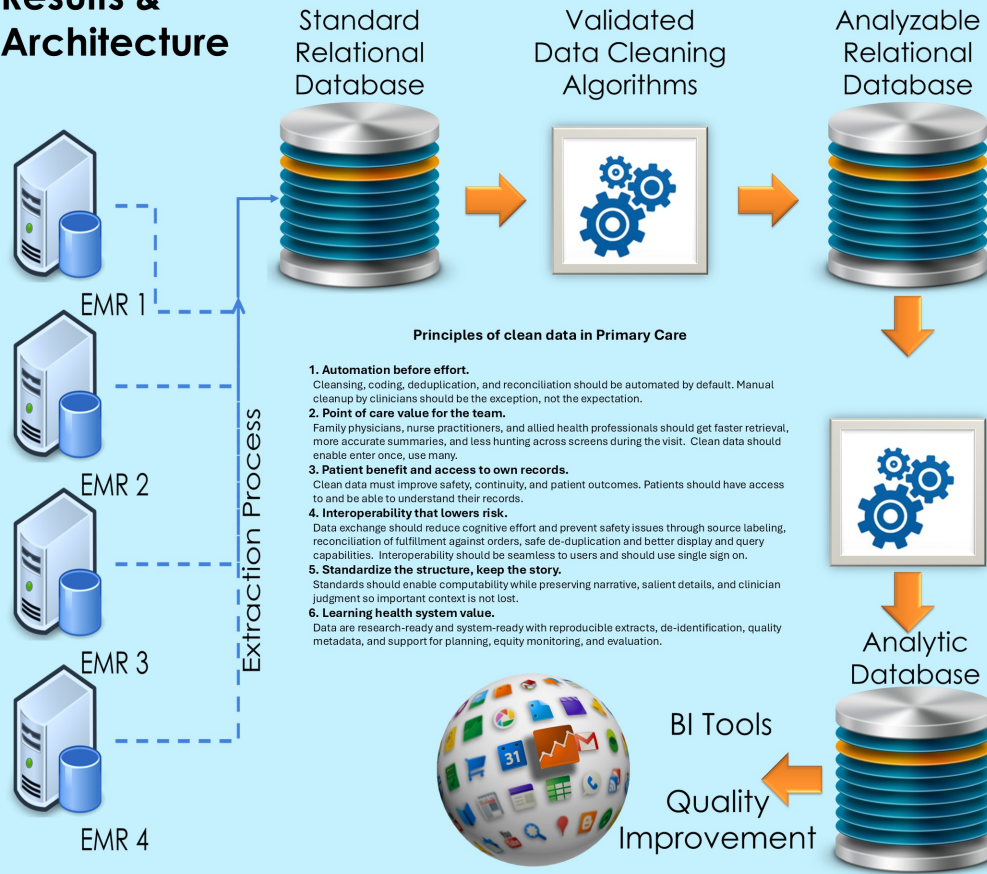 Results &
Architecture
Standard
Relational
Database
Validated
Data Cleaning
Algorithms
Analyzable
Relational
Database
EMR 1
EMR 2
EMR 3
EMR 4
Extraction Process
Principles of clean data in Primary Care
1. Automation before effort.
Cleansing, coding, deduplication, and reconciliation should be automated by default. Manual
cleanup by clinicians should be the exception, not the expectation.
2. Point of care value for the team.
Family physicians, nurse practitioners, and allied health professionals should get faster retrieval,
more accurate summaries, and less hunting across screens during the visit. Clean data should
enable enter once, use many.
3. Patient benefit and access to own records.
Clean data must improve safety, continuity, and patient outcomes. Patients should have access
to and be able to understand their records.
4. Interoperability that lowers risk.
Data exchange should reduce cognitive effort and prevent safety issues through source labeling,
reconciliation of fulfillment against orders, safe de-duplication and better display and query
capabilities. Interoperability should be seamless to users and should use single sign on.
5. Standardize the structure, keep the story.
Standards should enable computability while preserving narrative, salient details, and clinician
judgment so important context is not lost.
6. Learning health system value.
Data are research-ready and system-ready with reproducible extracts, de-identification, quality
metadata, and support for planning, equity monitoring, and evaluation.
Analytic
Database
31
BI Tools
Quality
Improvement